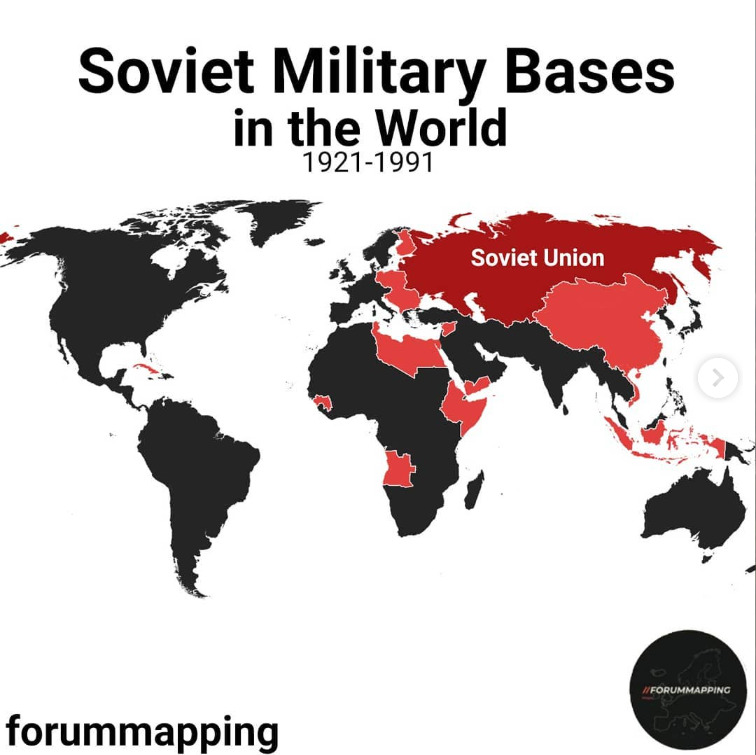 Soviet Military Bases
in the World
1921-1991
Soviet Union
//FORUMMAPPING
forummapping